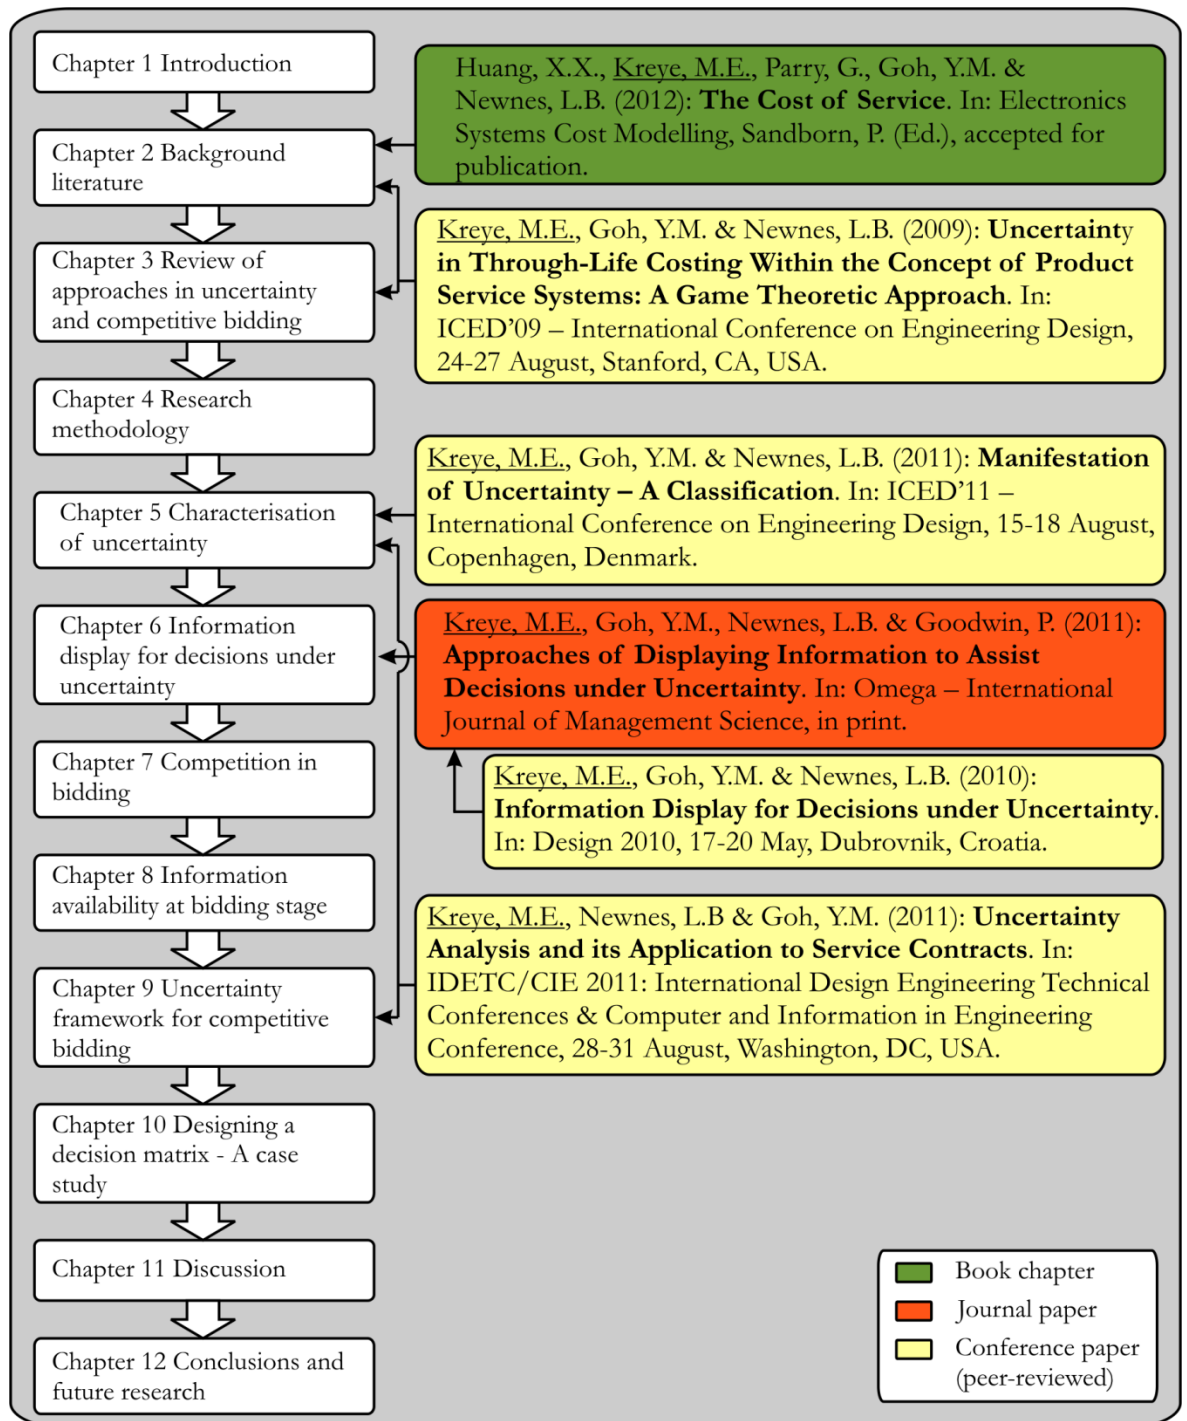 Chapter 1 Introduction
Chapter 2 Background
literature
Chapter 3 Review of
approaches in uncertainty
and competitive bidding
Chapter 4 Research
methodology
Chapter 5 Characterisation
of uncertainty
Chapter 6 Information
display for decisions under
uncertainty
Chapter 7 Competition in
bidding
Chapter 8 Information
availability at bidding stage
Chapter 9 Uncertainty
framework for competitive
bidding
Chapter 10 Designing a
decision matrix - A case
study
Chapter 11 Discussion
Chapter 12 Conclusions and
future research
Huang, X.X., Kreye, M.E., Parry, G., Goh, Y.M. &
Newnes, L.B. (2012): The Cost of Service. In: Electronics
Systems Cost Modelling, Sandborn, P. (Ed.), accepted for
publication.
Kreye, M.E., Goh, Y.M. & Newnes, L.B. (2009): Uncertainty
in Through-Life Costing Within the Concept of Product
Service Systems: A Game Theoretic Approach. In:
ICED’09 – International Conference on Engineering Design,
24-27 August, Stanford, CA, USA.
Kreye, M.E., Goh, Y.M. & Newnes, L.B. (2011): Manifestation
of Uncertainty – A Classification. In: ICED’11 –
International Conference on Engineering Design, 15-18 August,
Copenhagen, Denmark.
Kreye, M.E., Goh, Y.M., Newnes, L.B. & Goodwin, P. (2011):
Approaches of Displaying Information to Assist
Decisions under Uncertainty. In: Omega – International
Journal of Management Science, in print.
Kreye, M.E., Goh, Y.M. & Newnes, L.B. (2010):
Information Display for Decisions under Uncertainty.
In: Design 2010, 17-20 May, Dubrovnik, Croatia.
Kreye, M.E., Newnes, L.B & Goh, Y.M. (2011): Uncertainty
Analysis and its Application to Service Contracts. In:
IDETC/CIE 2011: International Design Engineering Technical
Conferences & Computer and Information in Engineering
Conference, 28-31 August, Washington, DC, USA.
Book chapter
Journal paper
Conference paper
(peer-reviewed)